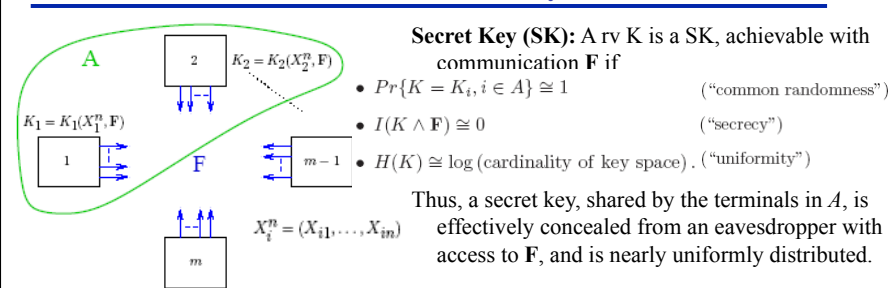 A
2
K₂ = K₂(X₂ⁿ, F)
K₁ = K₁(X₁ⁿ, F)
1
F
m − 1
m
Xᵢⁿ = (Xᵢ₁, . . . , Xᵢₙ)
Secret Key (SK): A rv K is a SK, achievable with
communication F if
• Pr{K = Kᵢ, i ∈ A} ≅ 1 (“common randomness”)
• I(K ∧ F) ≅ 0 (“secrecy”)
• H(K) ≅ log (cardinality of key space) . (“uniformity”)
Thus, a secret key, shared by the terminals in A, is
effectively concealed from an eavesdropper with
access to F, and is nearly uniformly distributed.